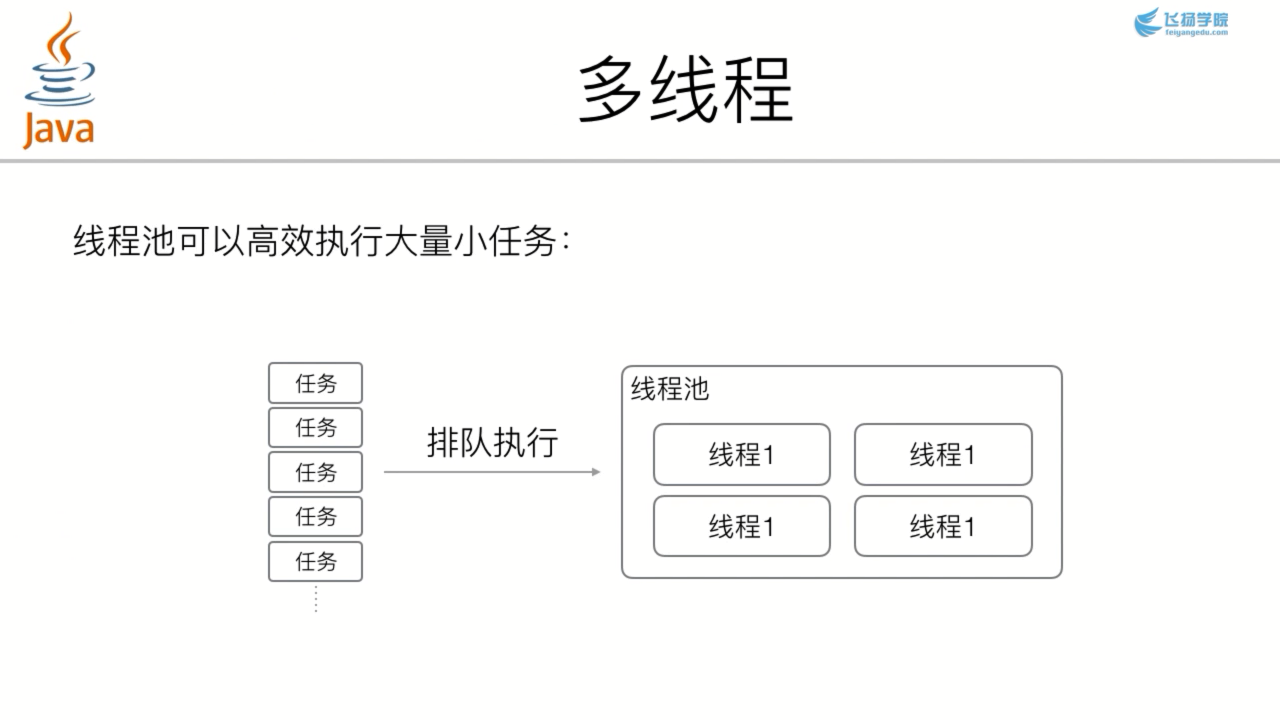 Java
飞扬学院
feiyangedu.com
多线程
线程池可以高效执行大量小任务:
任务
任务
任务
任务
任务
排队执行
线程池
线程1
线程1
线程1
线程1